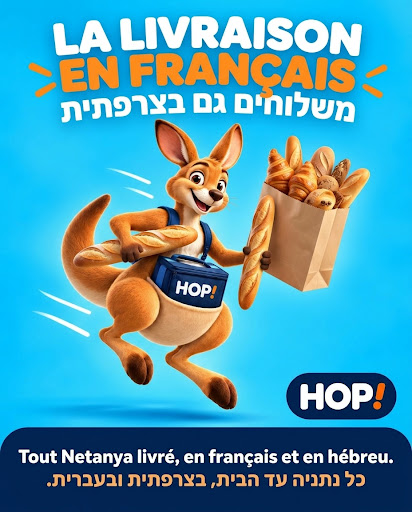 LA LIVRAISON
EN FRANÇAIS
משלוחים גם בצרפתית
HOP!
HOP!
Tout Netanya livré, en français et en hébreu.
כל נתניה עד הבית, בצרפתית ובעברית.